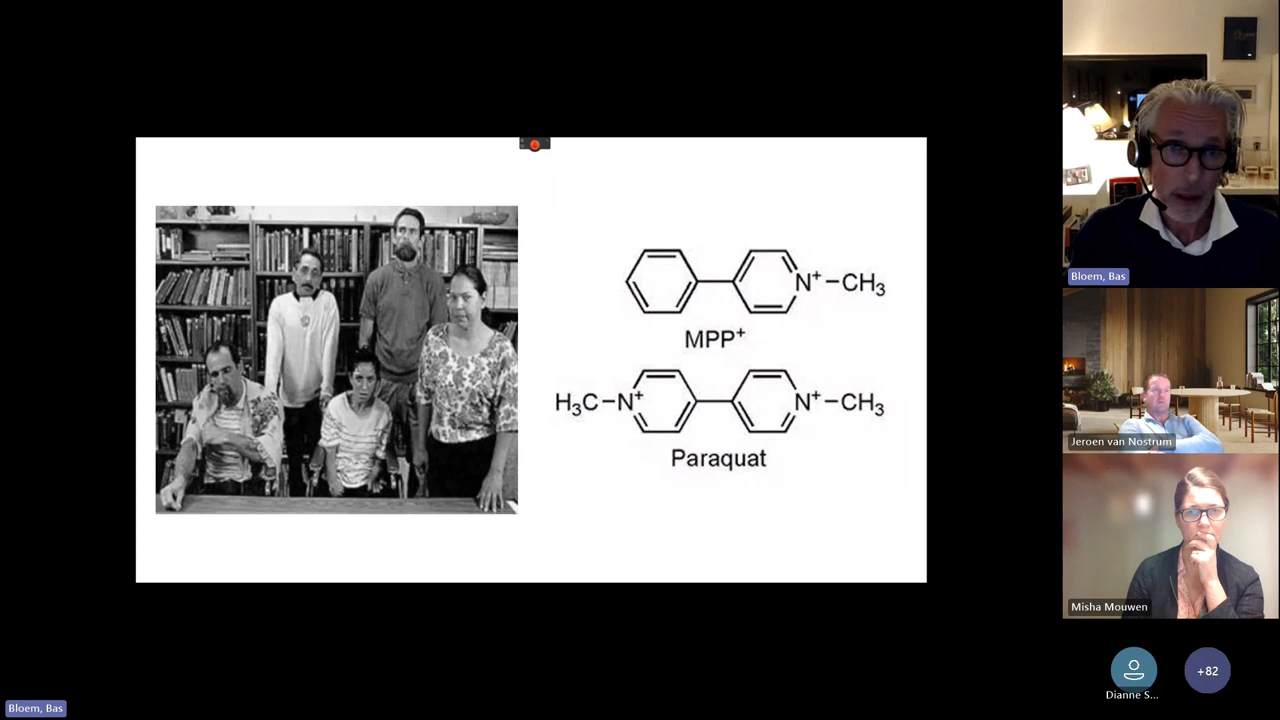 N⁺–CH₃
MPP⁺
H₃C–N⁺
N⁺–CH₃
Paraquat
Bloem, Bas
Jeroen van Nostrum
Misha Mouwen
Dianne S...
+82
Bloem, Bas